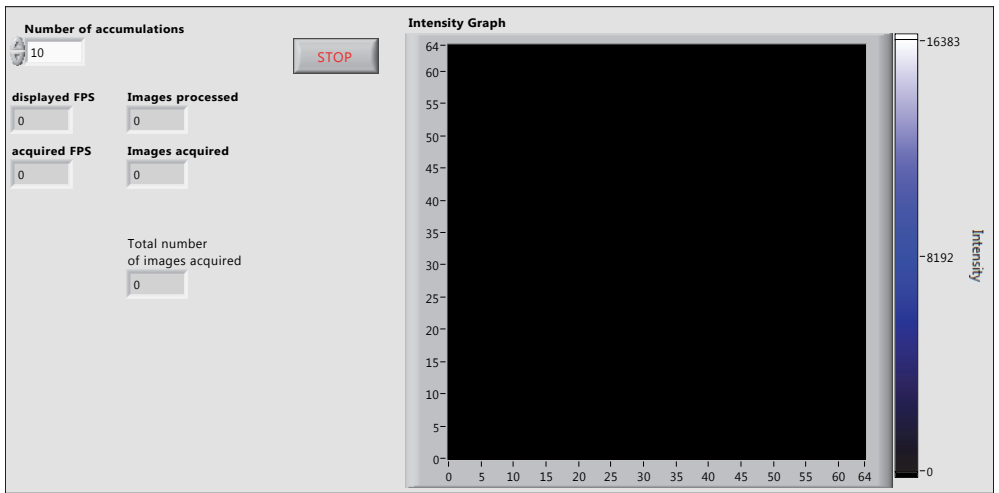 Number of accumulations
10
STOP
displayed FPS
Images processed
0
0
acquired FPS
Images acquired
0
0
Total number
of images acquired
0
Intensity Graph
64
60
55
50
45
40
35
30
25
20
15
10
5
0
0 5 10 15 20 25 30 35 40 45 50 55 60 64
16383
8192
0
Intensity